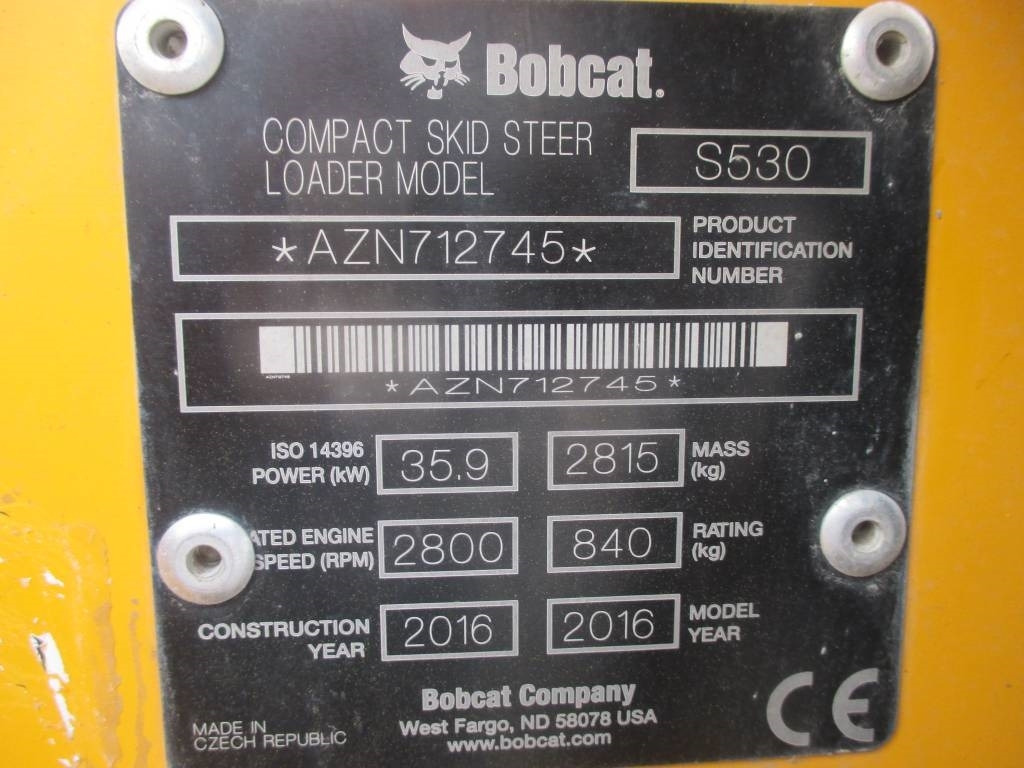 Bobcat.
COMPACT SKID STEER
LOADER MODEL
S530
*AZN712745*
PRODUCT
IDENTIFICATION
NUMBER
*AZN712745*
ISO 14396
POWER (kW)
35.9
2815
MASS
(kg)
ATED ENGINE
SPEED (RPM)
2800
840
RATING
(kg)
CONSTRUCTION
YEAR
2016
2016
MODEL
YEAR
Bobcat Company
West Fargo, ND 58078 USA
www.bobcat.com
MADE IN
CZECH REPUBLIC
CE